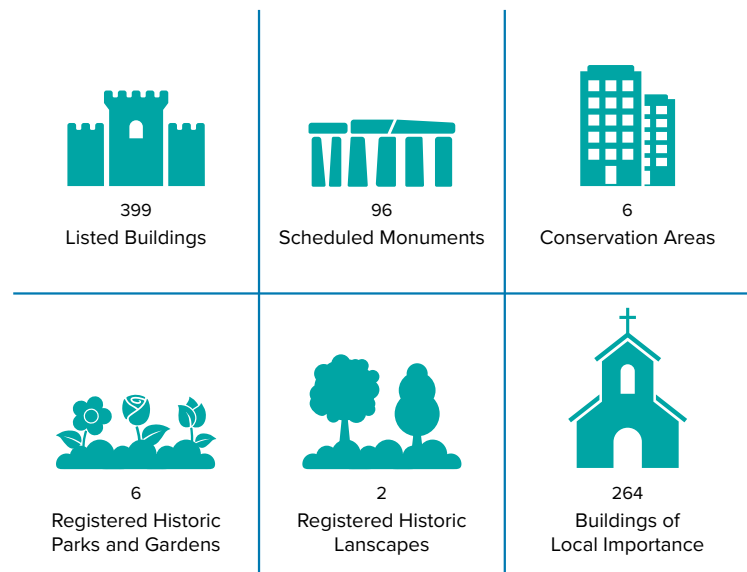 399
Listed Buildings
96
Scheduled Monuments
6
Conservation Areas
6
Registered Historic
Parks and Gardens
2
Registered Historic
Lanscapes
264
Buildings of
Local Importance